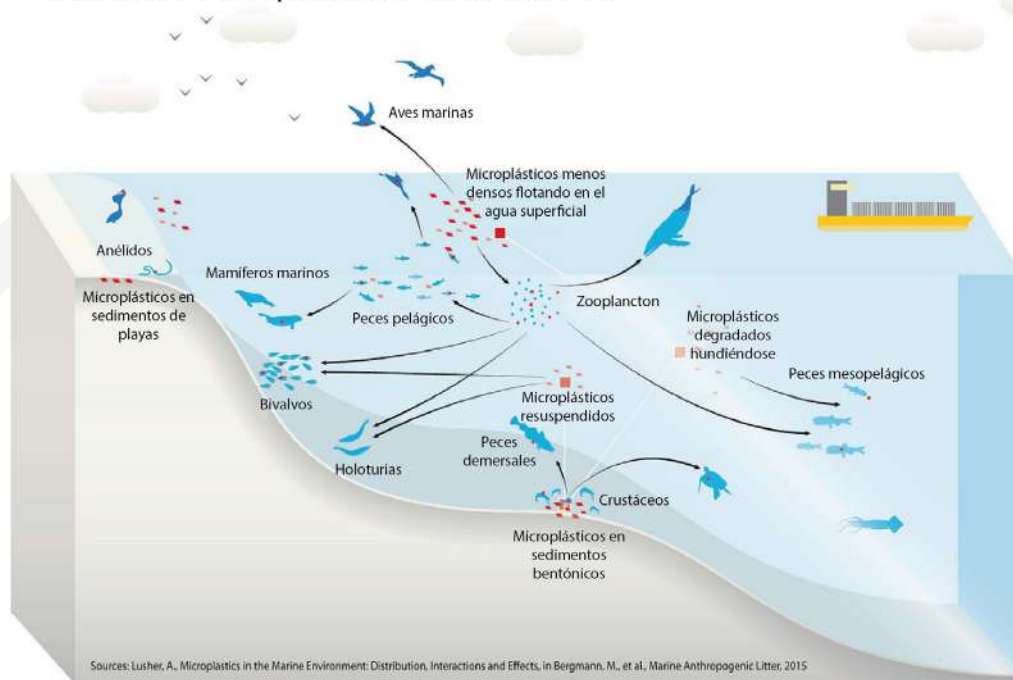 Aves marinas
Microplásticos menos
densos flotando en el
agua superficial
Anélidos
Mamíferos marinos
Microplásticos en
sedimentos de
playas
Peces pelágicos
Zooplancton
Microplásticos
degradados
hundiéndose
Peces mesopelágicos
Bivalvos
Microplásticos
resuspendidos
Holoturias
Peces
demersales
Crustáceos
Microplásticos en
sedimentos
bentónicos
Sources: Lusher, A., Microplastics in the Marine Environment: Distribution, Interactions and Effects, in Bergmann, M., et al., Marine Anthropogenic Litter, 2015